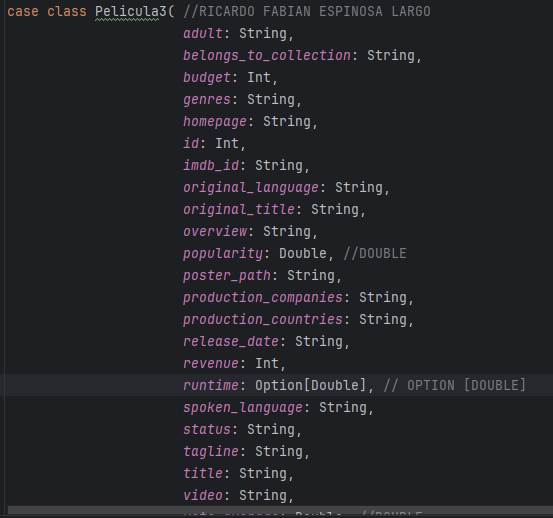 case class Pelicula3( //RICARDO FABIAN ESPINOSA LARGO
adult: String,
belongs_to_collection: String,
budget: Int,
genres: String,
homepage: String,
id: Int,
imdb_id: String,
original_language: String,
original_title: String,
overview: String,
popularity: Double, //DOUBLE
poster_path: String,
production_companies: String,
production_countries: String,
release_date: String,
revenue: Int,
runtime: Option[Double], // OPTION [DOUBLE]
spoken_language: String,
status: String,
tagline: String,
title: String,
video: String,